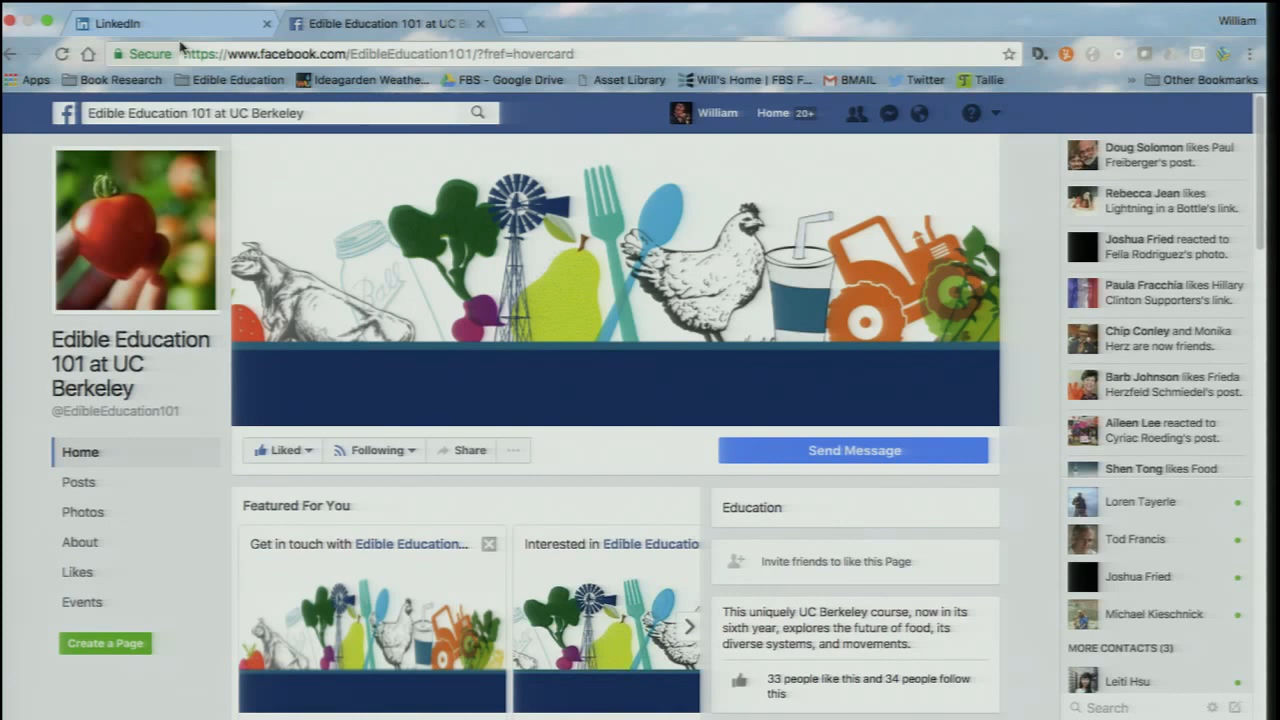 LinkedIn
Edible Education 101 at UC B
William
Secure https://www.facebook.com/EdibleEducation101/?fref=hovercard
Apps Book Research Edible Education Ideagarden Weathe... FBS - Google Drive Asset Library Will's Home | FBS F... BMAIL Twitter Tallie » Other Bookmarks
Edible Education 101 at UC Berkeley
William Home 20+
Ball
Edible Education
101 at UC
Berkeley
@EdibleEducation101
Home
Posts
Photos
About
Likes
Events
Create a Page
Liked Following Share ...
Send Message
Featured For You
Get in touch with Edible Education...
Interested in Edible Educatio
Education
Invite friends to like this Page
This uniquely UC Berkeley course, now in its
sixth year, explores the future of food, its
diverse systems, and movements.
33 people like this and 34 people follow
this
Doug Solomon likes Paul
Freiberger's post.
Rebecca Jean likes
Lightning in a Bottle's link.
Joshua Fried reacted to
Fella Rodriguez's photo.
Paula Fracchia likes Hillary
Clinton Supporters's link.
Chip Conley and Monika
Herz are now friends.
Barb Johnson likes Frieda
Herzfeld Schmiedel's post.
Aileen Lee reacted to
Cyriac Roeding's post.
Shen Tong likes Food
Loren Tayerle
Tod Francis
Joshua Fried
Michael Kieschnick
MORE CONTACTS (3)
Leiti Hsu
Search